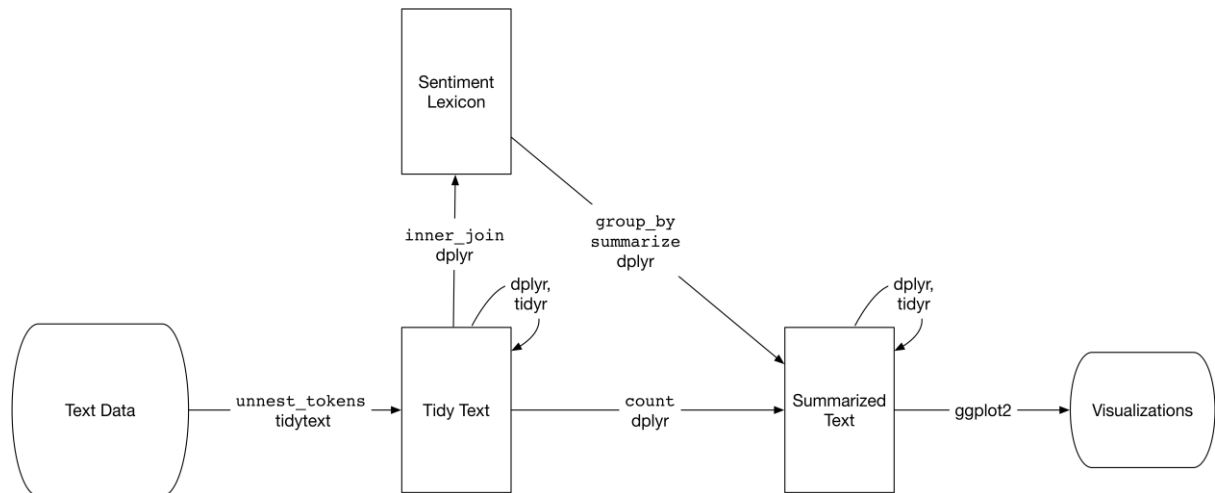 Sentiment
Lexicon
inner_join
dplyr
group_by
summarize
dplyr
dplyr,
tidyr
dplyr,
tidyr
Text Data
unnest_tokens
tidytext
Tidy Text
count
dplyr
Summarized
Text
ggplot2
Visualizations